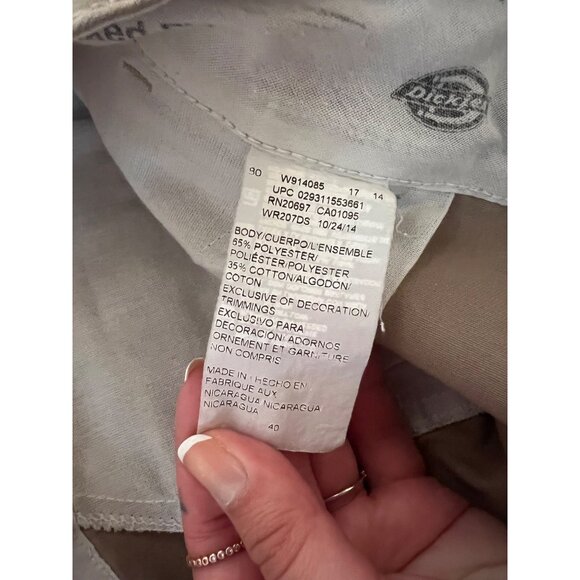 DICKIES
90 W914085 17 14
UPC 029311553661
RN20697 CA01095
WR207DS 10/24/14
BODY/CUERPO/L'ENSEMBLE
65% POLYESTER/
POLIÉSTER/POLYESTER
35% COTTON/ALGODON/
COTON
EXCLUSIVE OF DECORATION/
TRIMMINGS
EXCLUSIVO PARA
DECORACIÓN/ADORNOS
ORNEMENT ET GARNITURE
NON COMPRIS
MADE IN / HECHO EN
FABRIQUE AUX
NICARAGUA NICARAGUA
NICARAGUA
40